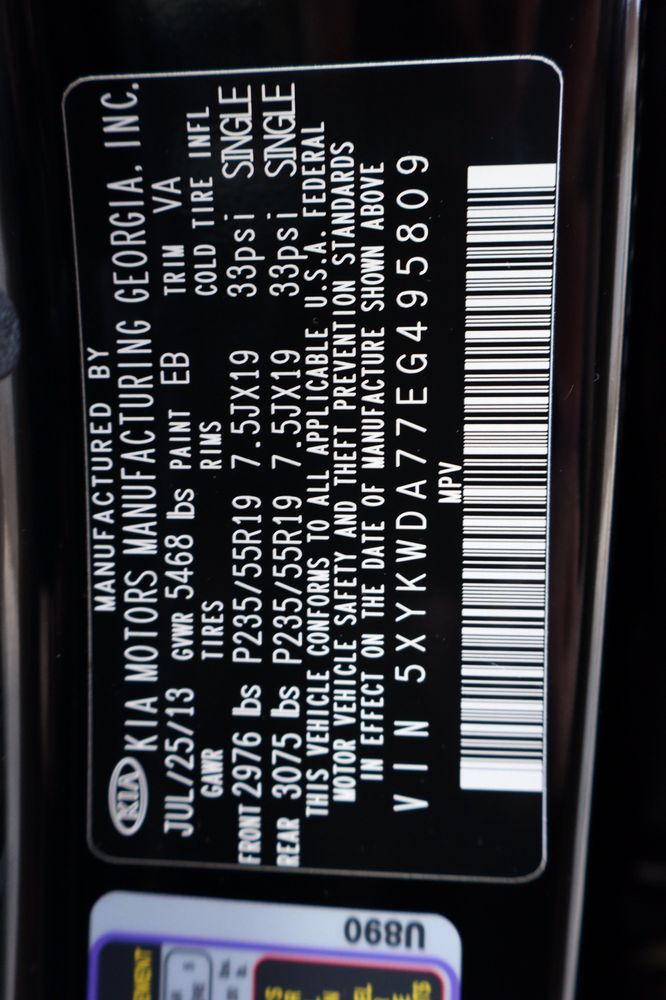 MANUFACTURED BY
KIA KIA MOTORS MANUFACTURING GEORGIA, INC.
JUL/25/13 GVWR 5468 lbs PAINT EB TRIM VA
GAWR TIRES RIMS COLD TIRE INFL
FRONT 2976 lbs P235/55R19 7.5JX19 33psi SINGLE
REAR 3075 lbs P235/55R19 7.5JX19 33psi SINGLE
THIS VEHICLE CONFORMS TO ALL APPLICABLE U.S.A. FEDERAL
MOTOR VEHICLE SAFETY AND THEFT PREVENTION STANDARDS
IN EFFECT ON THE DATE OF MANUFACTURE SHOWN ABOVE
VIN 5XYKWDA77EG495809
MPV
U890